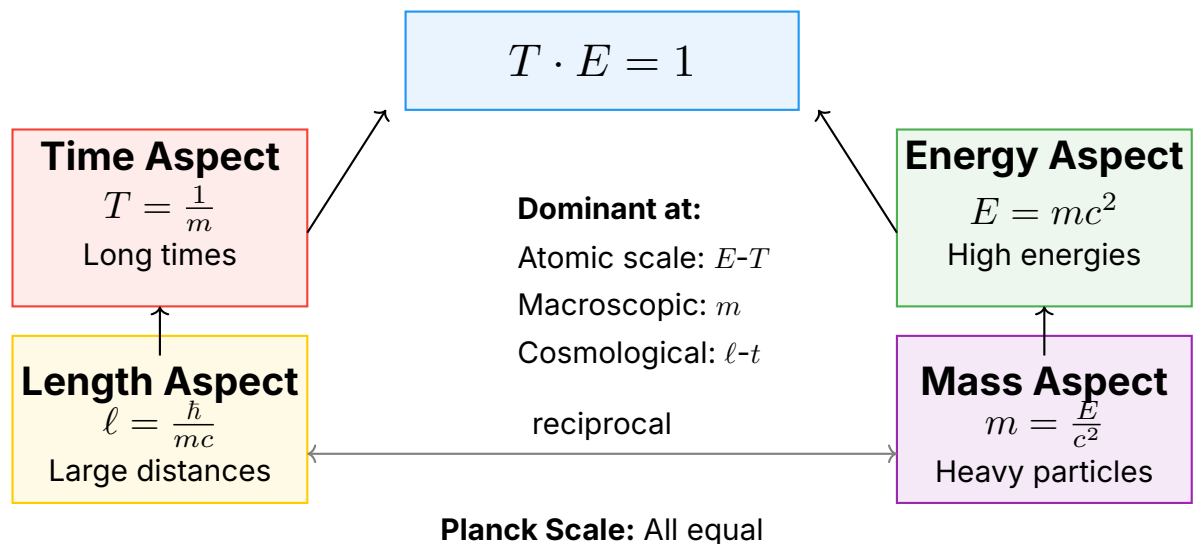 T · E = 1
Time Aspect
T = 1/m
Long times
Energy Aspect
E = mc²
High energies
Dominant at:
Atomic scale: E-T
Macroscopic: m
Cosmological: ℓ-t
Length Aspect
ℓ = ħ/mc
Large distances
reciprocal
Mass Aspect
m = E/c²
Heavy particles
Planck Scale: All equal